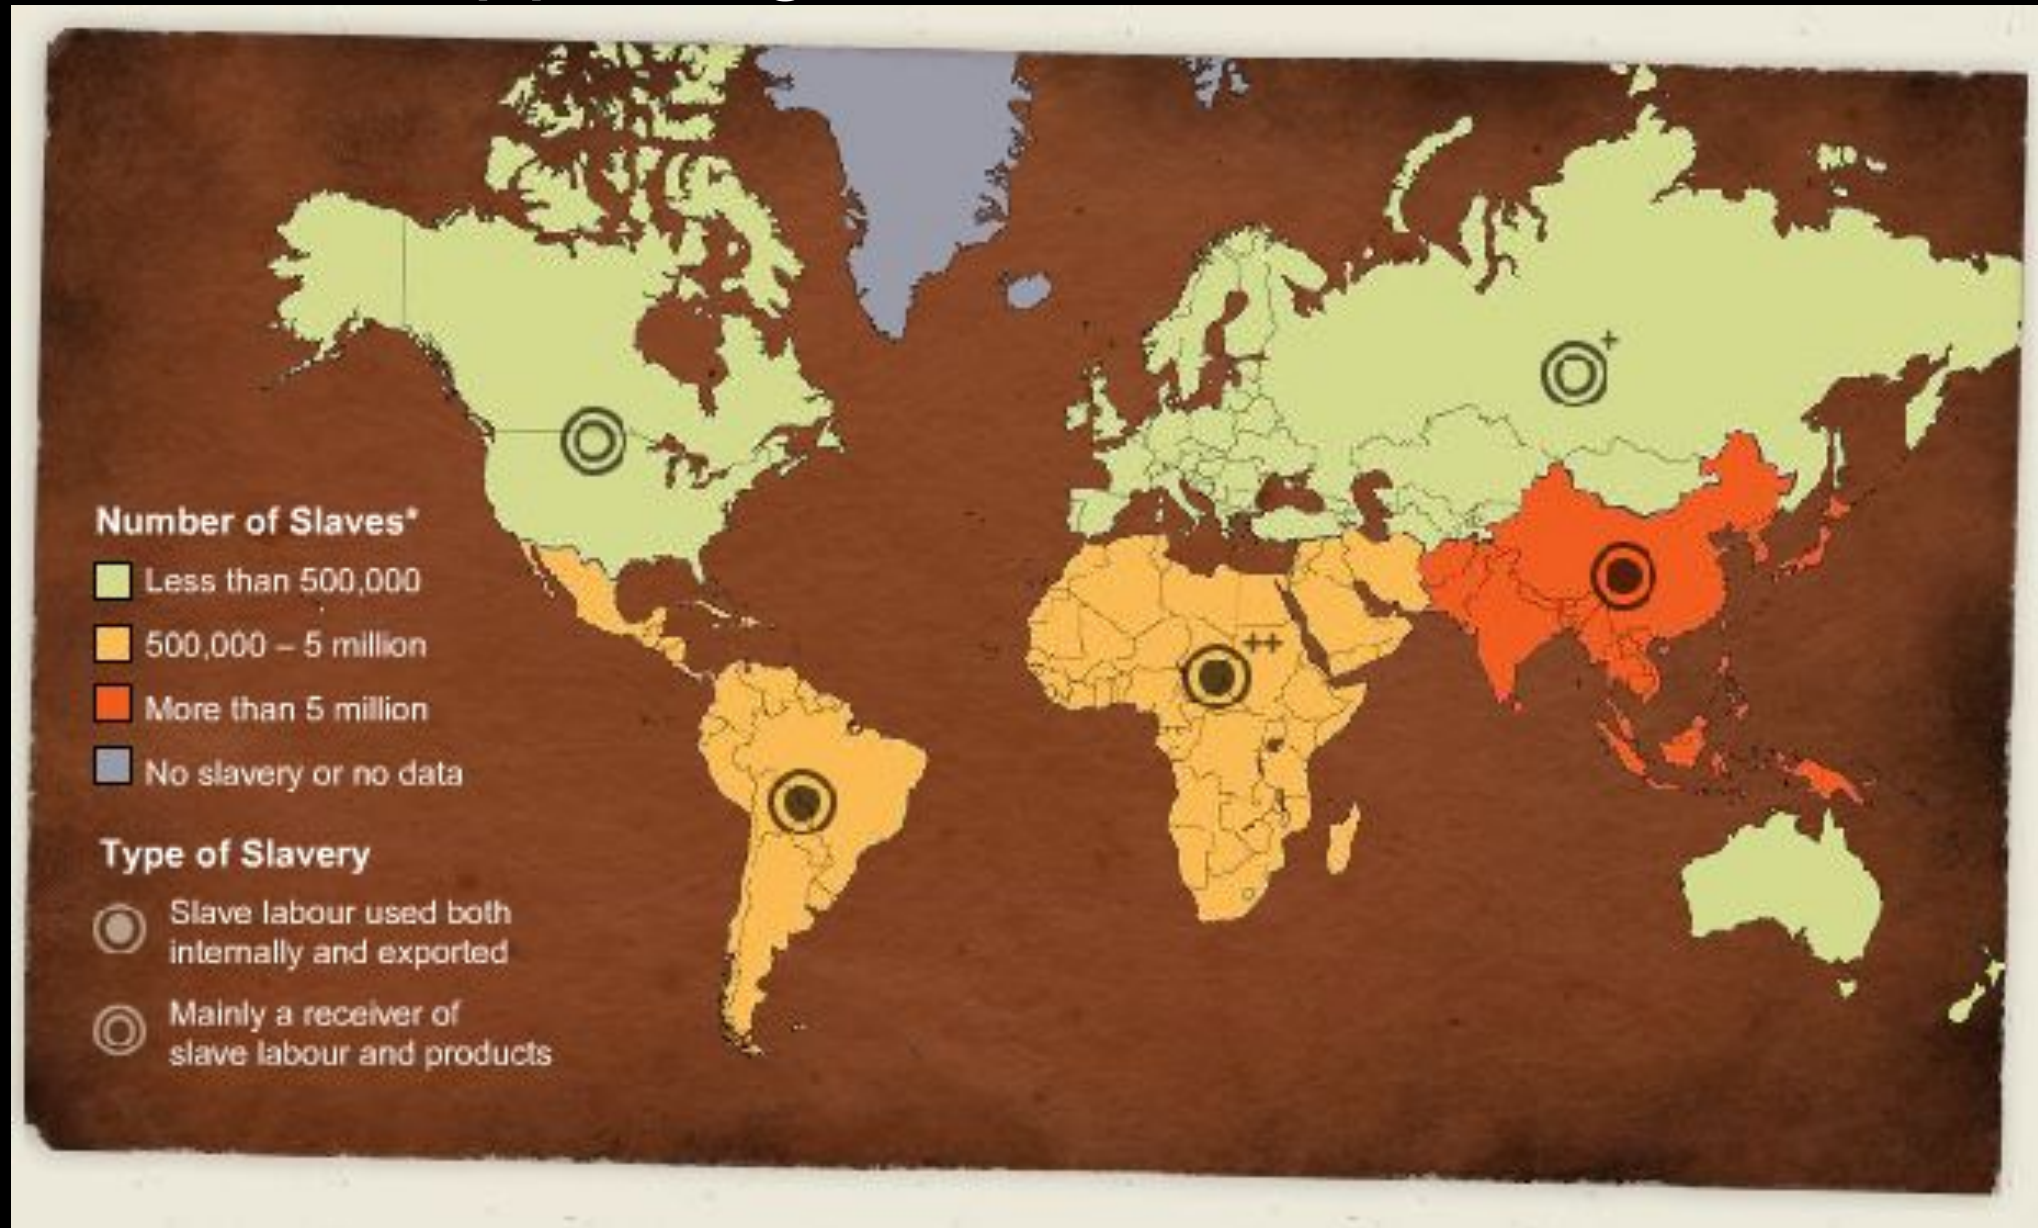 Number of Slaves*
Less than 500,000
500,000 – 5 million
More than 5 million
No slavery or no data
Type of Slavery
Slave labour used both
internally and exported
Mainly a receiver of
slave labour and products
+
++